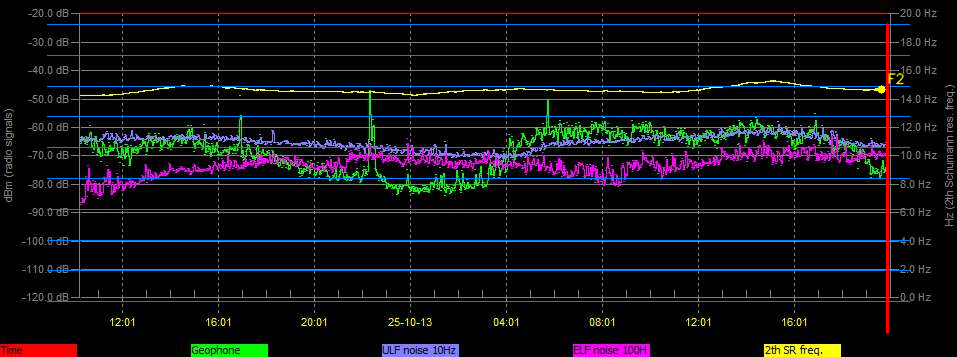 -20.0 dB 20.0 Hz
-30.0 dB 18.0 Hz
-40.0 dB 16.0 Hz
F2
-50.0 dB 14.0 Hz
-60.0 dB 12.0 Hz
-70.0 dB 10.0 Hz
-80.0 dB 8.0 Hz
-90.0 dB 6.0 Hz
-100.0 dB 4.0 Hz
-110.0 dB 2.0 Hz
-120.0 dB 0.0 Hz
dBm (radio signals)
Hz (2th Schumann res. freq.)
12:01 16:01 20:01 25-10-13 04:01 08:01 12:01 16:01
Time Geophone ULF noise 10Hz ELF noise 100H 2th SR freq.